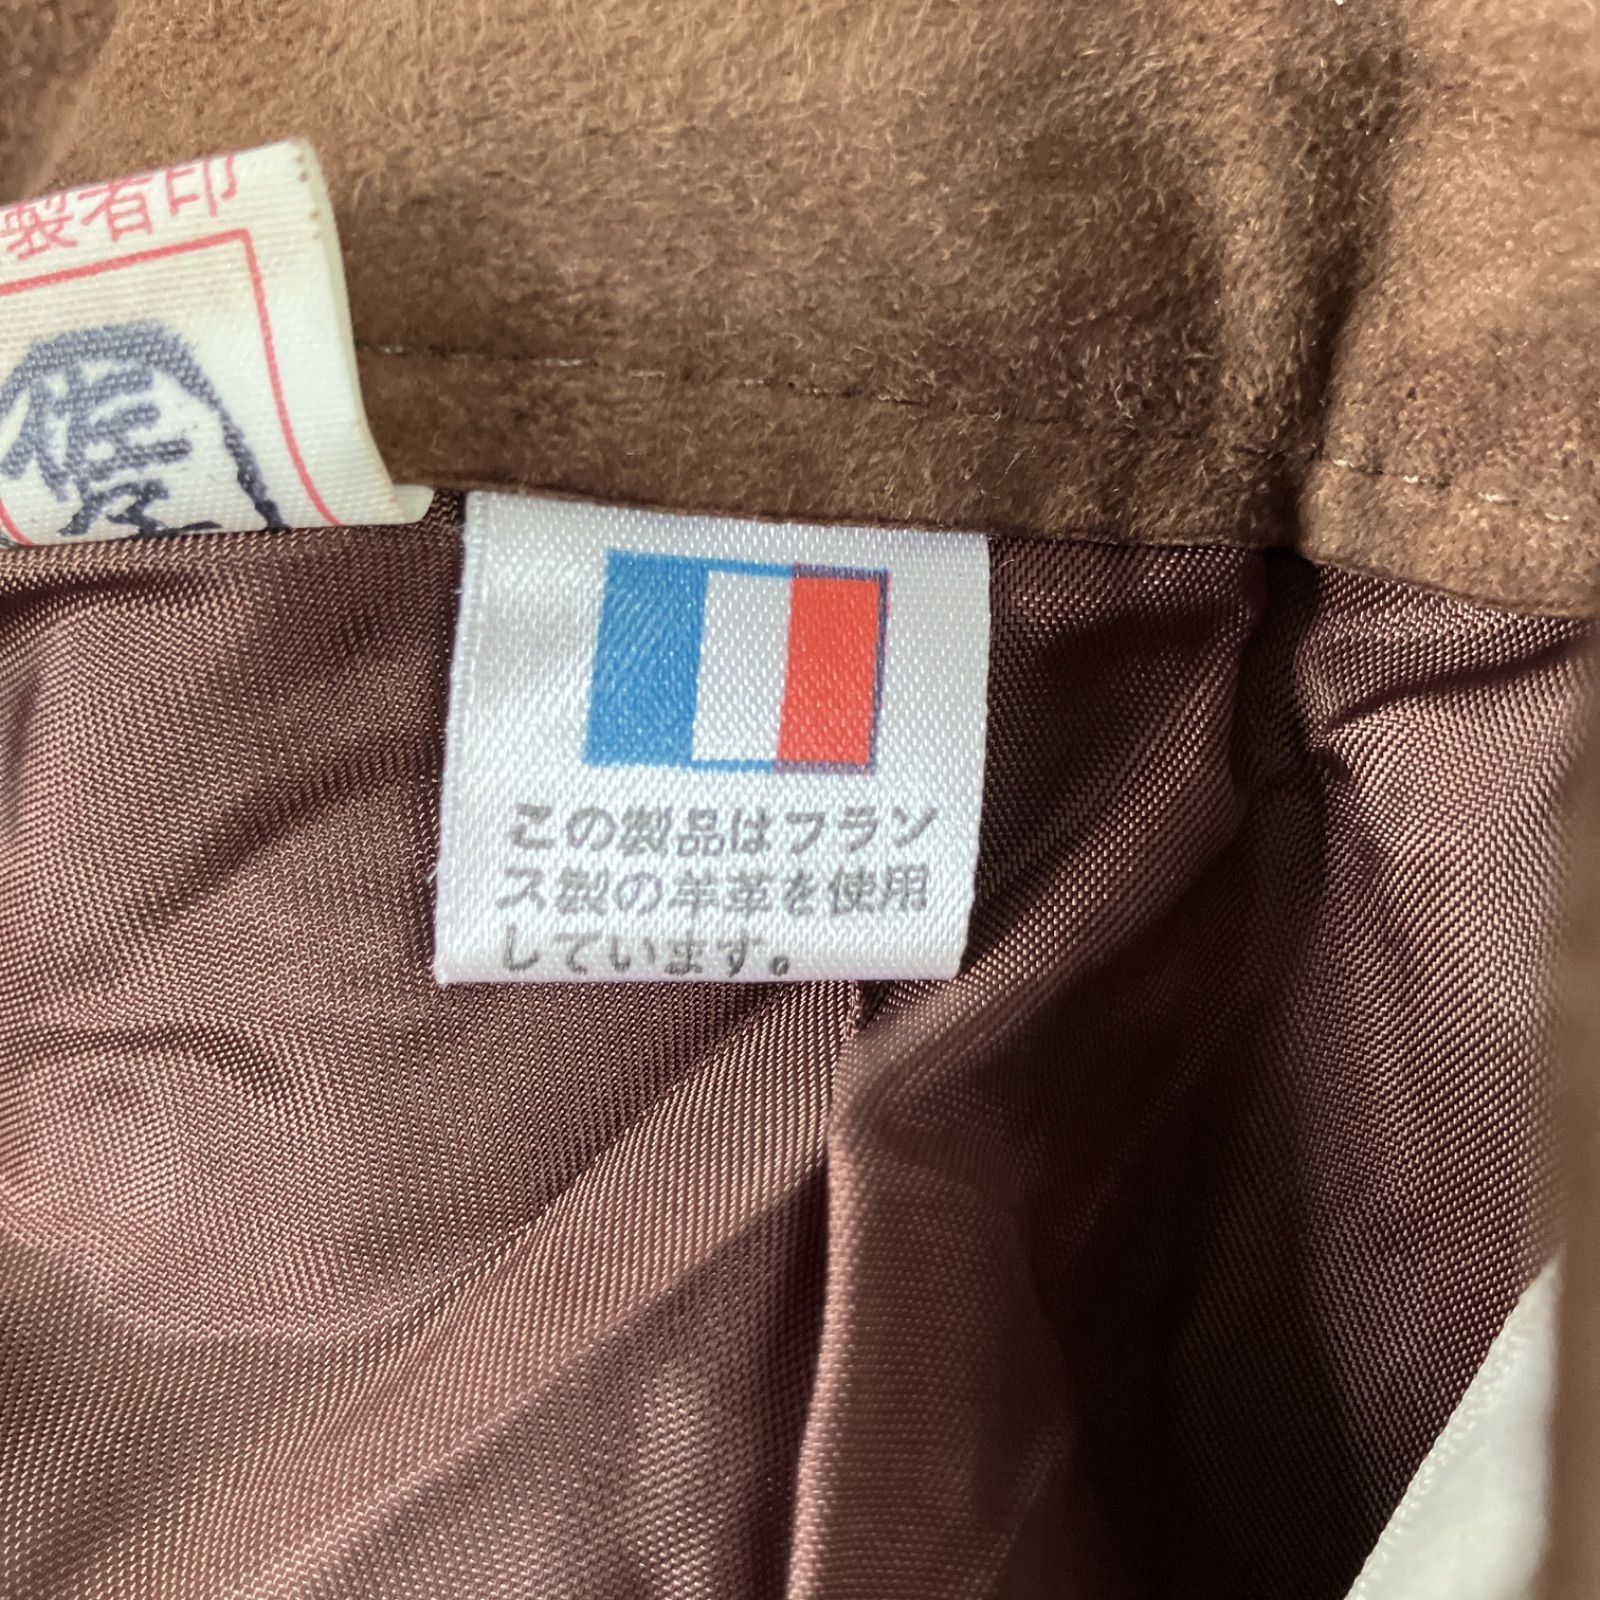 製者印
佐
この製品はフラン
ス製の羊革を使用
しています。